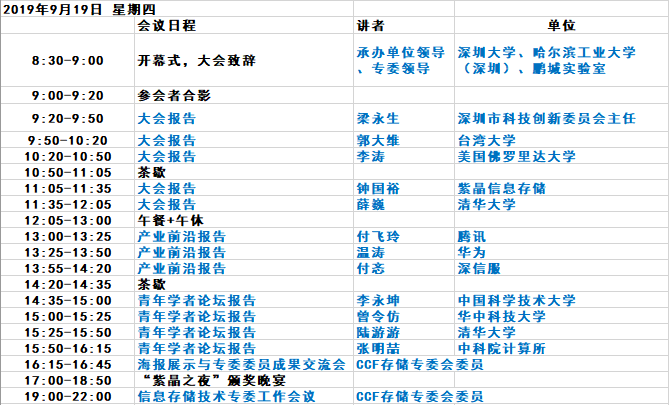 2019年9月19日 星期四
会议日程 讲者 单位
8:30-9:00 开幕式，大会致辞 承办单位领导、专委领导 深圳大学、哈尔滨工业大学（深圳）、鹏城实验室
9:00-9:20 参会者合影
9:20-9:50 大会报告 梁永生 深圳市科技创新委员会主任
9:50-10:20 大会报告 郭大维 台湾大学
10:20-10:50 大会报告 李涛 美国佛罗里达大学
10:50-11:05 茶歇
11:05-11:35 大会报告 钟国裕 紫晶信息存储
11:35-12:05 大会报告 薛巍 清华大学
12:05-13:00 午餐+午休
13:00-13:25 产业前沿报告 付飞玲 腾讯
13:25-13:50 产业前沿报告 温涛 华为
13:55-14:20 产业前沿报告 付忞 深信服
14:20-14:35 茶歇
14:35-15:00 青年学者论坛报告 李永坤 中国科学技术大学
15:00-15:25 青年学者论坛报告 曾令仿 华中科技大学
15:25-15:50 青年学者论坛报告 陆游游 清华大学
15:50-16:15 青年学者论坛报告 张明喆 中科院计算所
16:15-16:45 海报展示与专委委员成果交流会 CCF存储专委会委员
17:00-18:50 “紫晶之夜”颁奖晚宴
19:00-22:00 信息存储技术专委工作会议 CCF存储专委会委员